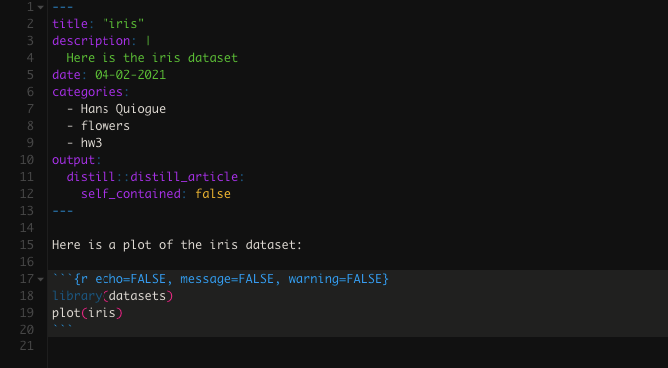 1 ---
2 title: "iris"
3 description: |
4   Here is the iris dataset
5 date: 04-02-2021
6 categories:
7   - Hans Quiogue
8   - flowers
9   - hw3
10 output:
11   distill::distill_article:
12     self_contained: false
13 ---
14
15 Here is a plot of the iris dataset:
16
17 ```{r echo=FALSE, message=FALSE, warning=FALSE}
18 library(datasets)
19 plot(iris)
20 ```
21